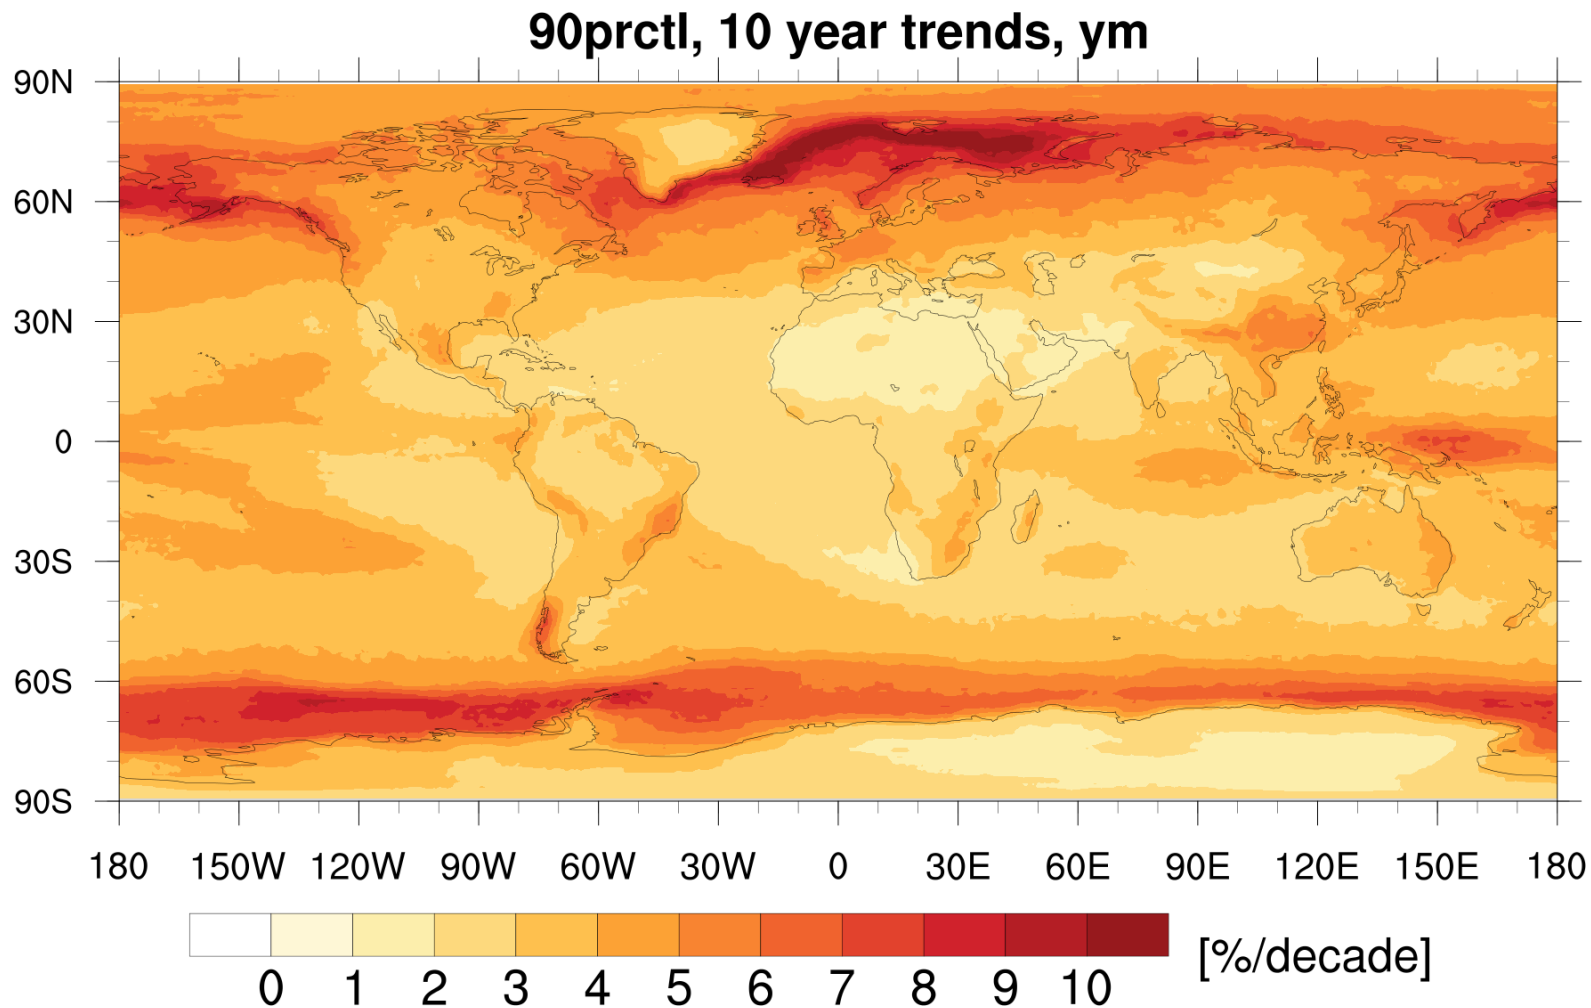 90prctl, 10 year trends, ym
90N
60N
30N
0
30S
60S
90S
180 150W 120W 90W 60W 30W 0 30E 60E 90E 120E 150E 180
0 1 2 3 4 5 6 7 8 9 10
[%/decade]